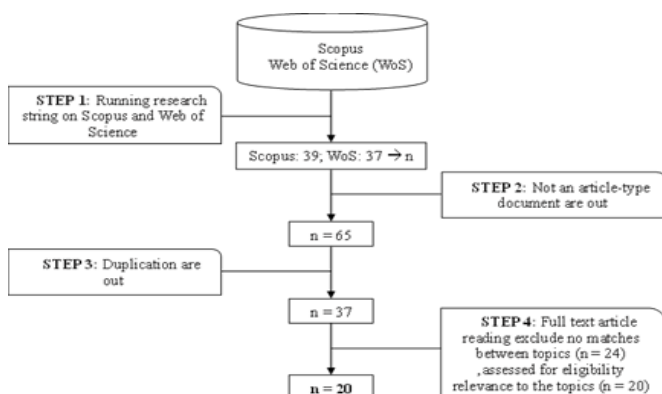 Scopus
Web of Science (WoS)
STEP 1: Running research
string on Scopus and Web of
Science
Scopus: 39; WoS: 37 → n
STEP 2: Not an article-type
document are out
n = 65
STEP 3: Duplication are
out
n = 37
STEP 4: Full text article
reading exclude no matches
between topics (n = 24)
, assessed for eligibility
relevance to the topics (n = 20)
n = 20